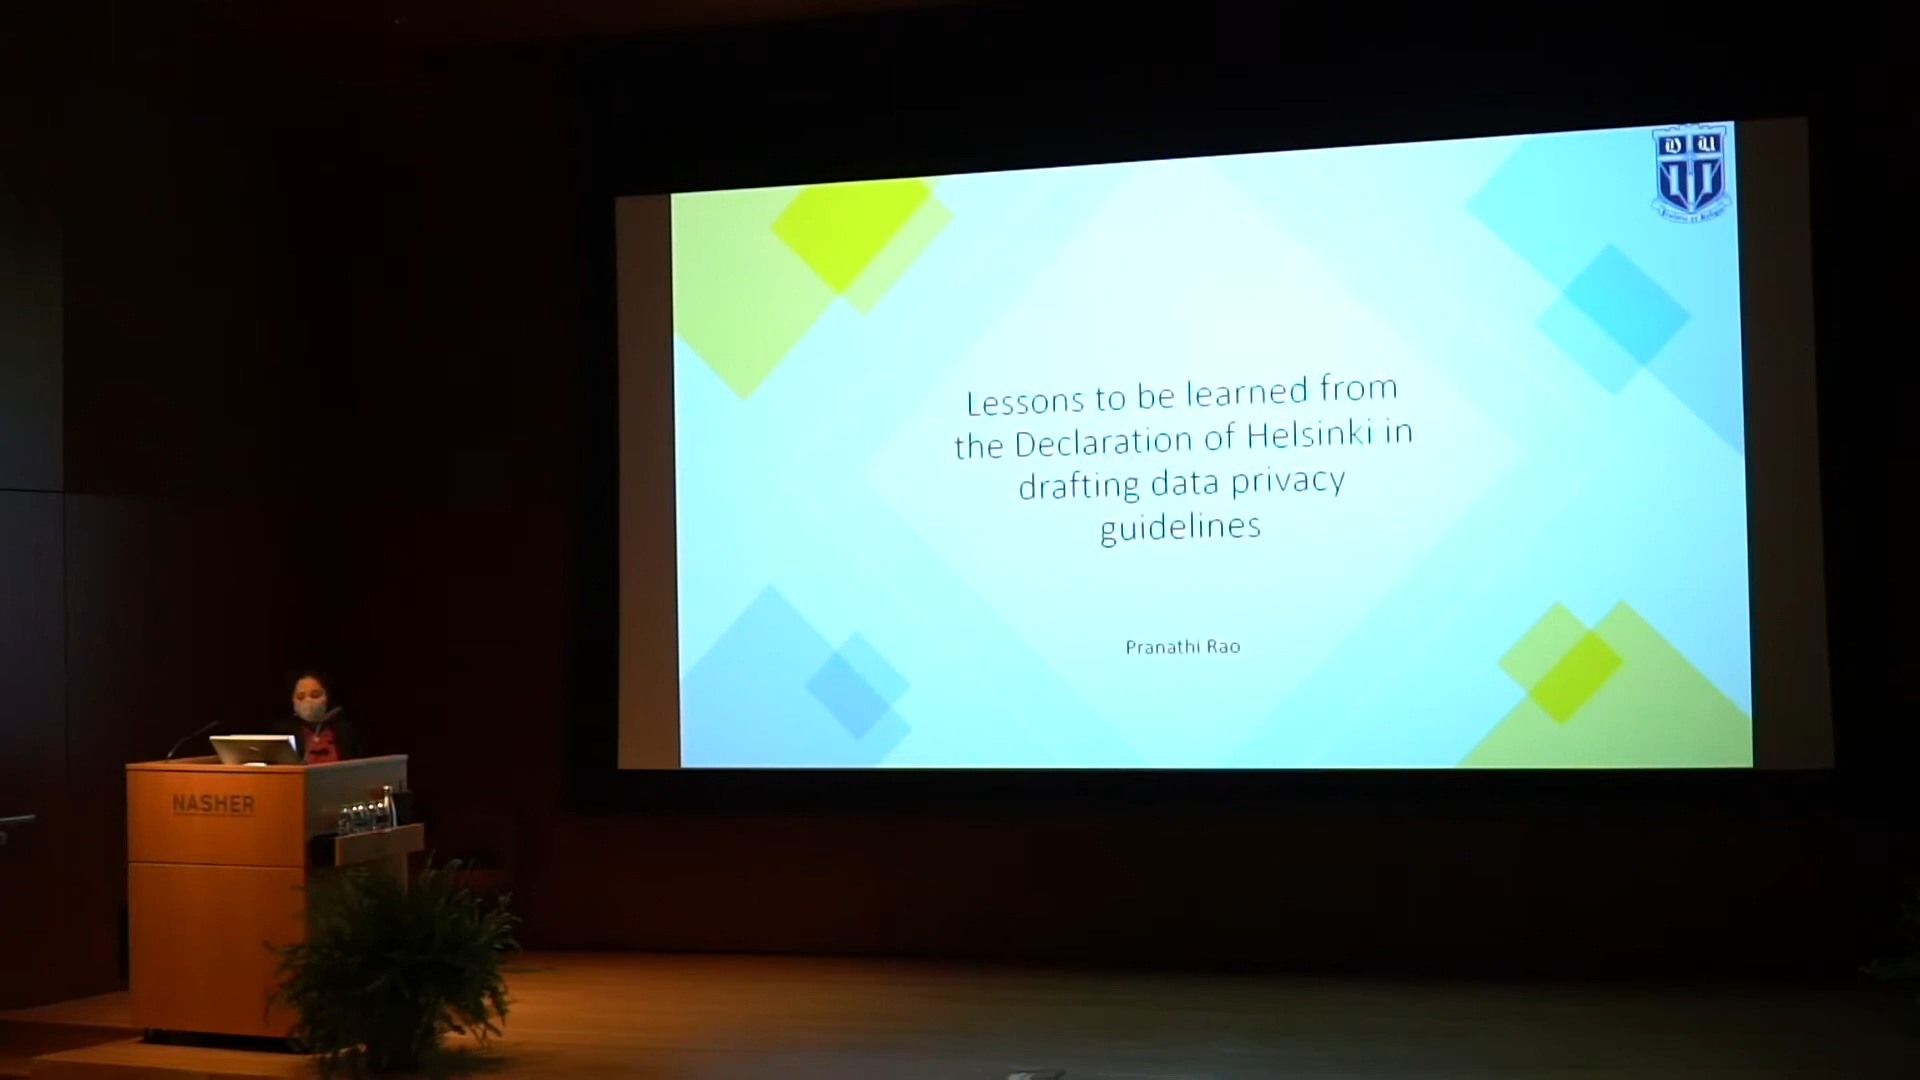 D U
Lessons to be learned from
the Declaration of Helsinki in
drafting data privacy
guidelines
Pranathi Rao
NASHER